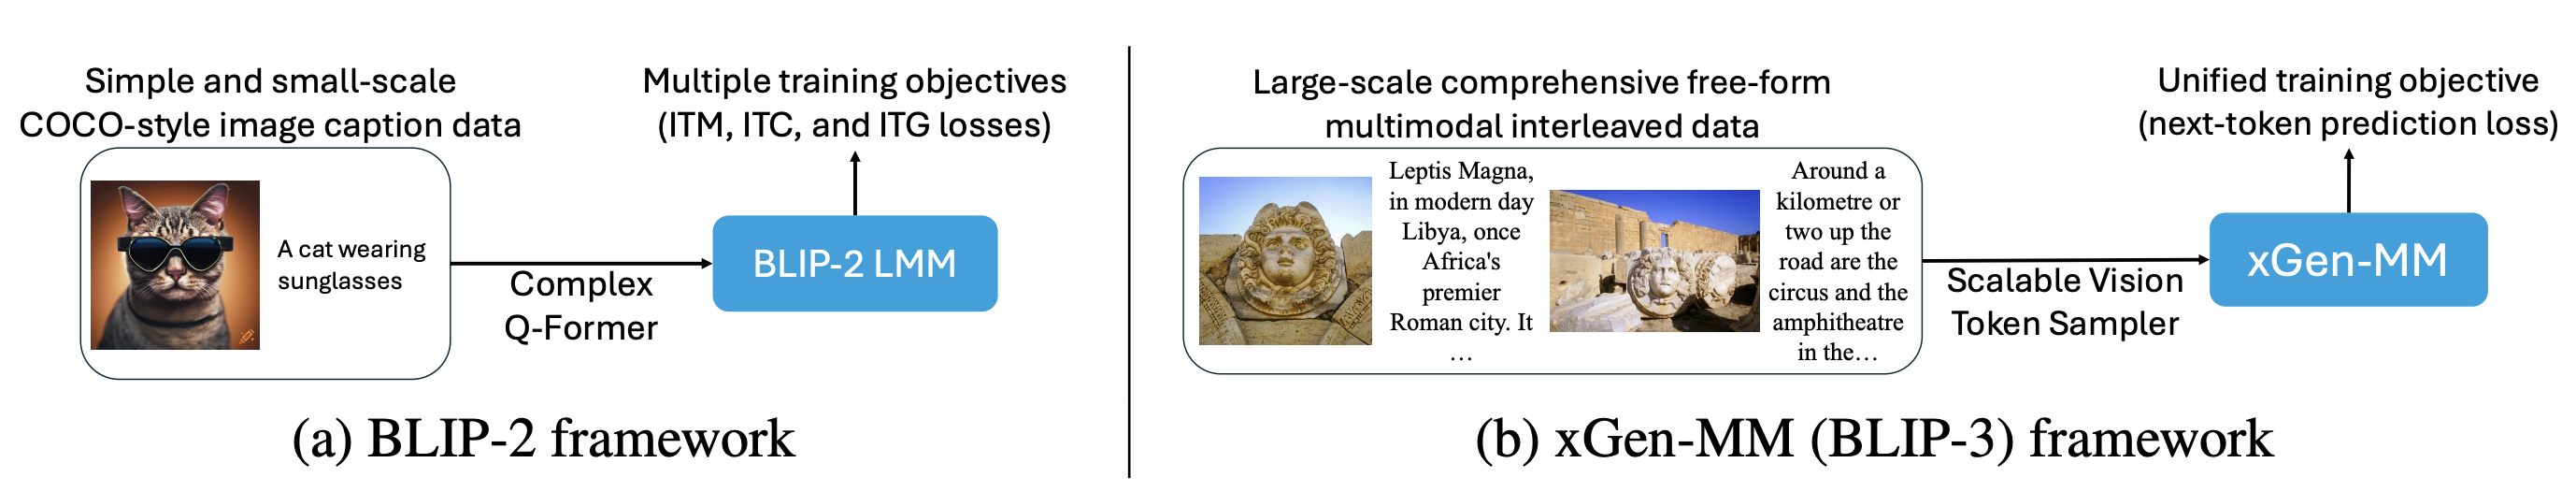 Simple and small-scale
COCO-style image caption data
A cat wearing
sunglasses
Complex
Q-Former
Multiple training objectives
(ITM, ITC, and ITG losses)
BLIP-2 LMM
(a) BLIP-2 framework
Large-scale comprehensive free-form
multimodal interleaved data
Leptis Magna,
in modern day
Libya, once
Africa's
premier
Roman city. It
…
Around a
kilometre or
two up the
road are the
circus and the
amphitheatre
in the…
Scalable Vision
Token Sampler
Unified training objective
(next-token prediction loss)
xGen-MM
(b) xGen-MM (BLIP-3) framework